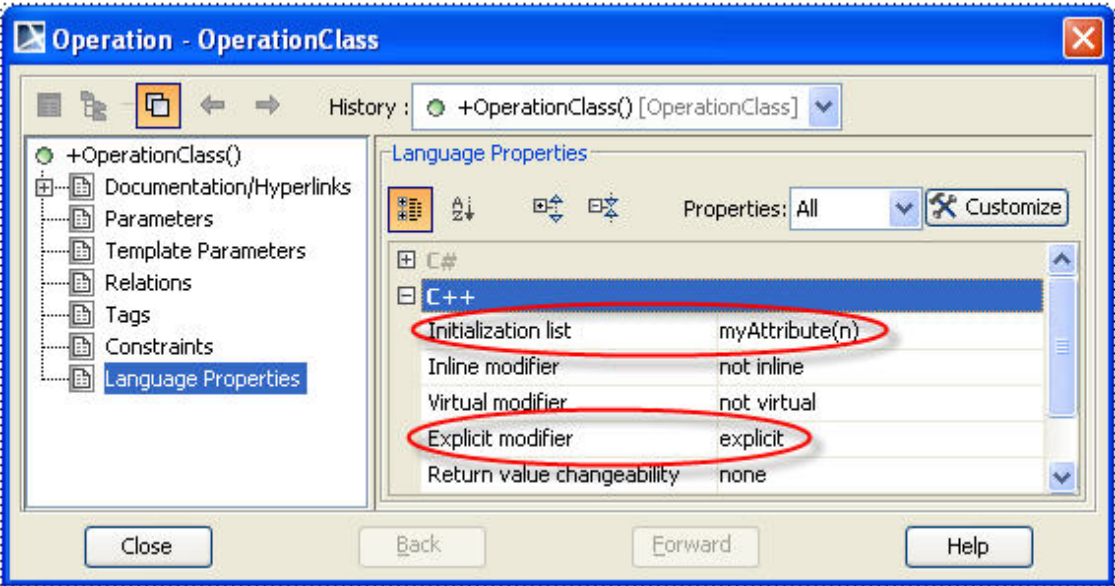 Operation - OperationClass
History : +OperationClass() [OperationClass]
+OperationClass()
Documentation/Hyperlinks
Parameters
Template Parameters
Relations
Tags
Constraints
Language Properties
Language Properties
A Z Properties: All Customize
C#
C++
Initialization list myAttribute(n)
Inline modifier not inline
Virtual modifier not virtual
Explicit modifier explicit
Return value changeability none
Close Back Forward Help